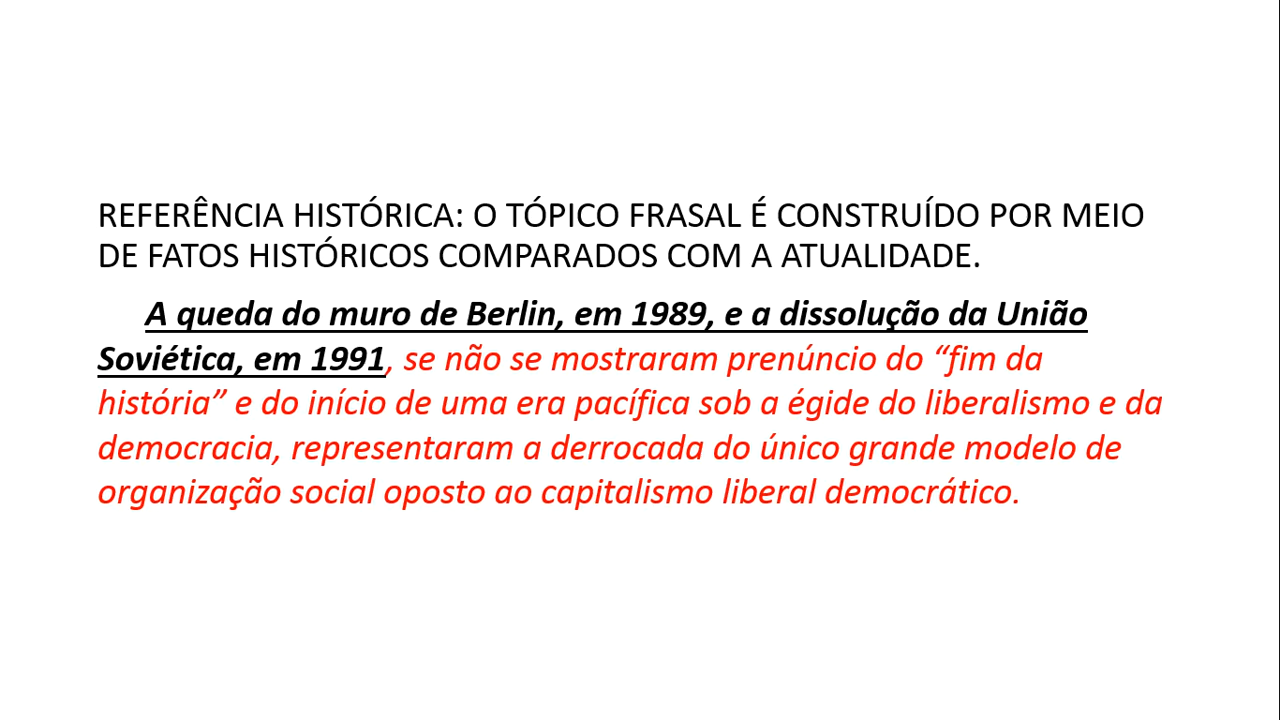 REFERÊNCIA HISTÓRICA: O TÓPICO FRASAL É CONSTRUÍDO POR MEIO
DE FATOS HISTÓRICOS COMPARADOS COM A ATUALIDADE.
A queda do muro de Berlin, em 1989, e a dissolução da União
Soviética, em 1991, se não se mostraram prenúncio do “fim da
história” e do início de uma era pacífica sob a égide do liberalismo e da
democracia, representaram a derrocada do único grande modelo de
organização social oposto ao capitalismo liberal democrático.